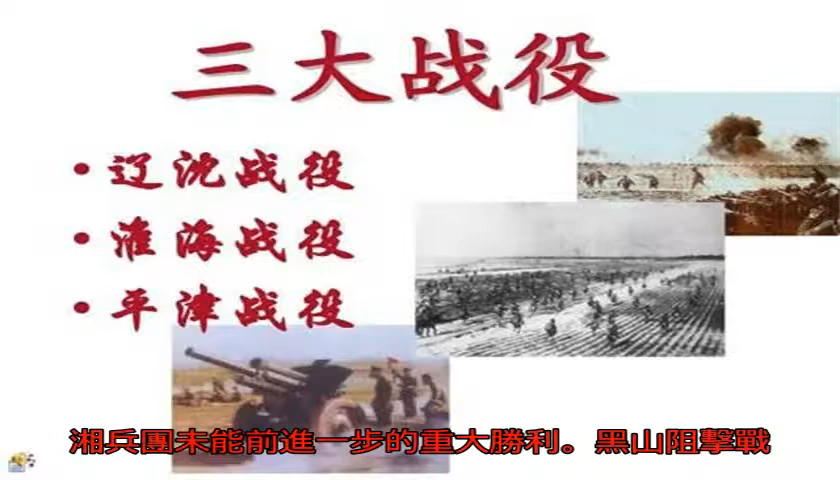 三大战役
• 辽沈战役
• 淮海战役
• 平津战役
湘兵團未能前進一步的重大勝利。黑山阻擊戰